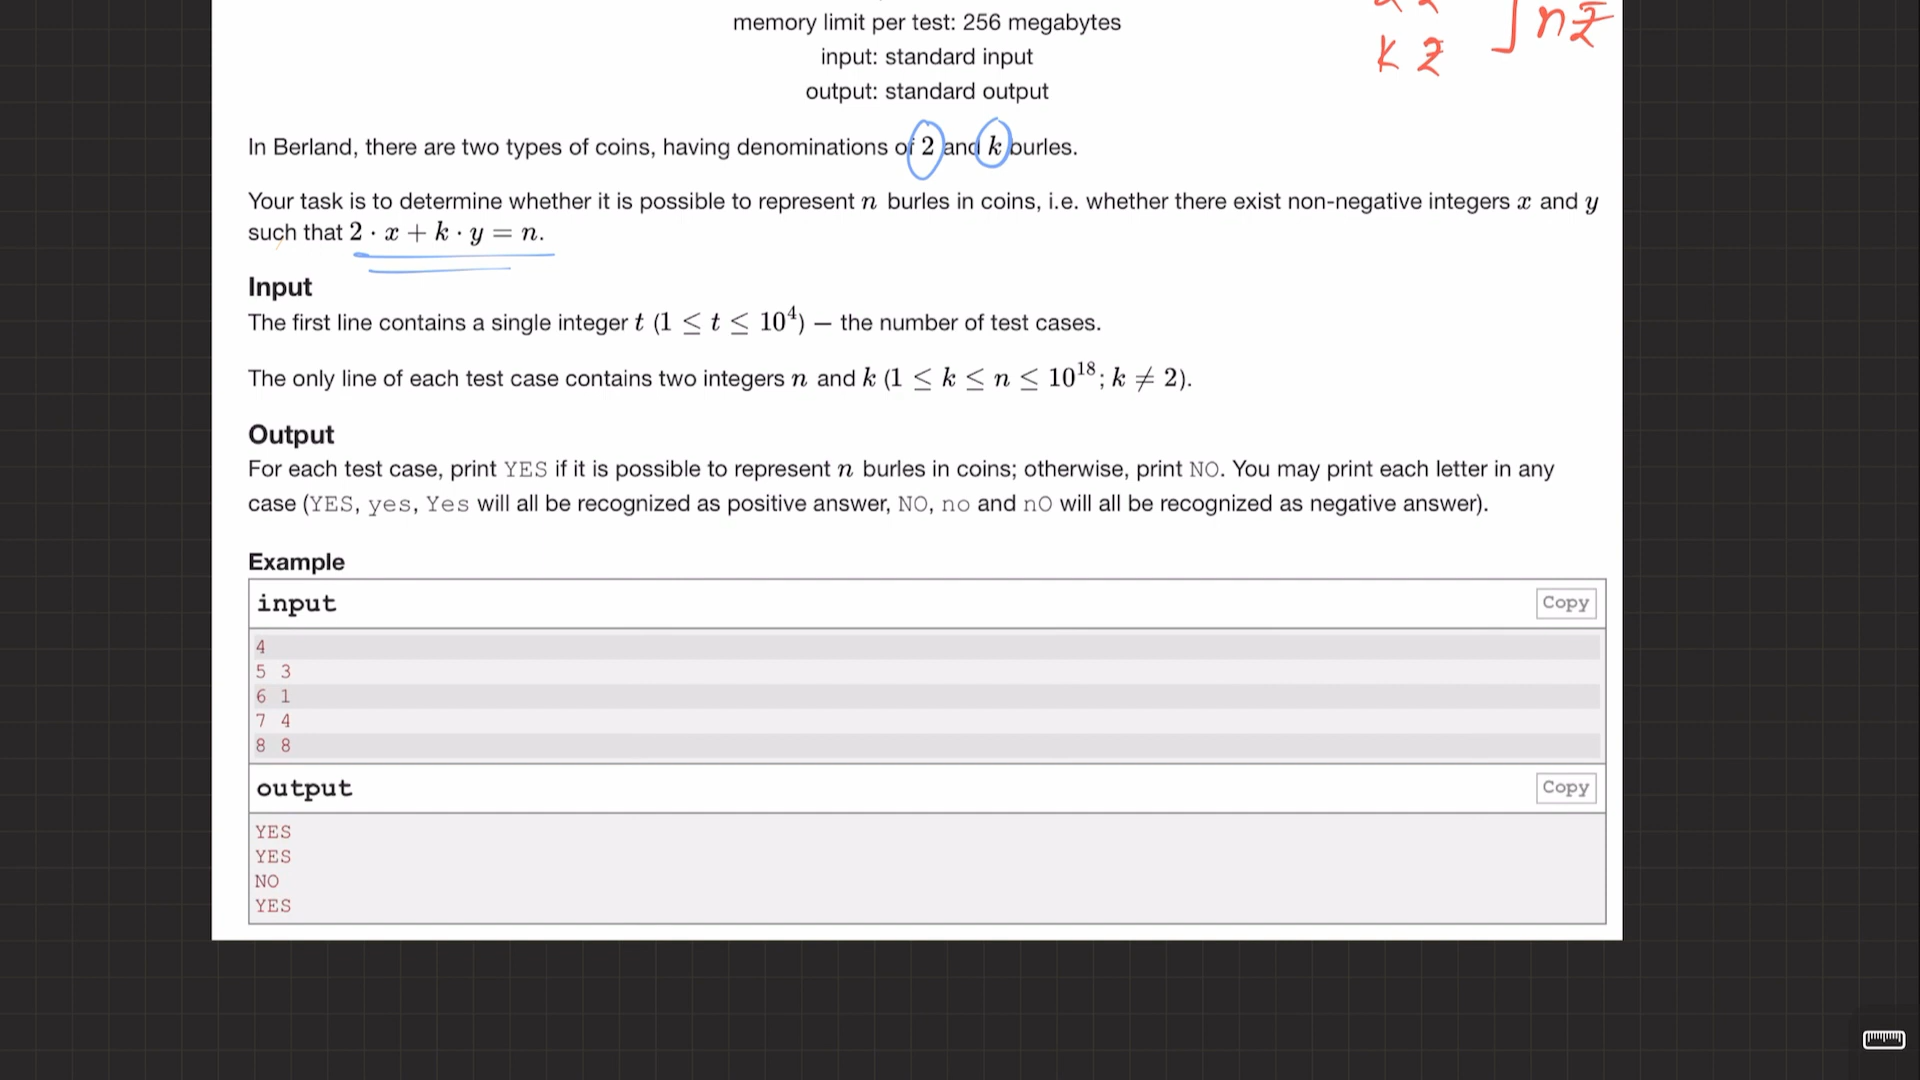 memory limit per test: 256 megabytes
input: standard input
output: standard output
k z
n z
In Berland, there are two types of coins, having denominations of 2 and k burles.
Your task is to determine whether it is possible to represent n burles in coins, i.e. whether there exist non-negative integers x and y
such that 2 · x + k · y = n.
Input
The first line contains a single integer t (1 ≤ t ≤ 10⁴) — the number of test cases.
The only line of each test case contains two integers n and k (1 ≤ k ≤ n ≤ 10¹⁸; k ≠ 2).
Output
For each test case, print YES if it is possible to represent n burles in coins; otherwise, print NO. You may print each letter in any
case (YES, yes, Yes will all be recognized as positive answer, NO, no and nO will all be recognized as negative answer).
Example
input
Copy
4
5 3
6 1
7 4
8 8
output
Copy
YES
YES
NO
YES